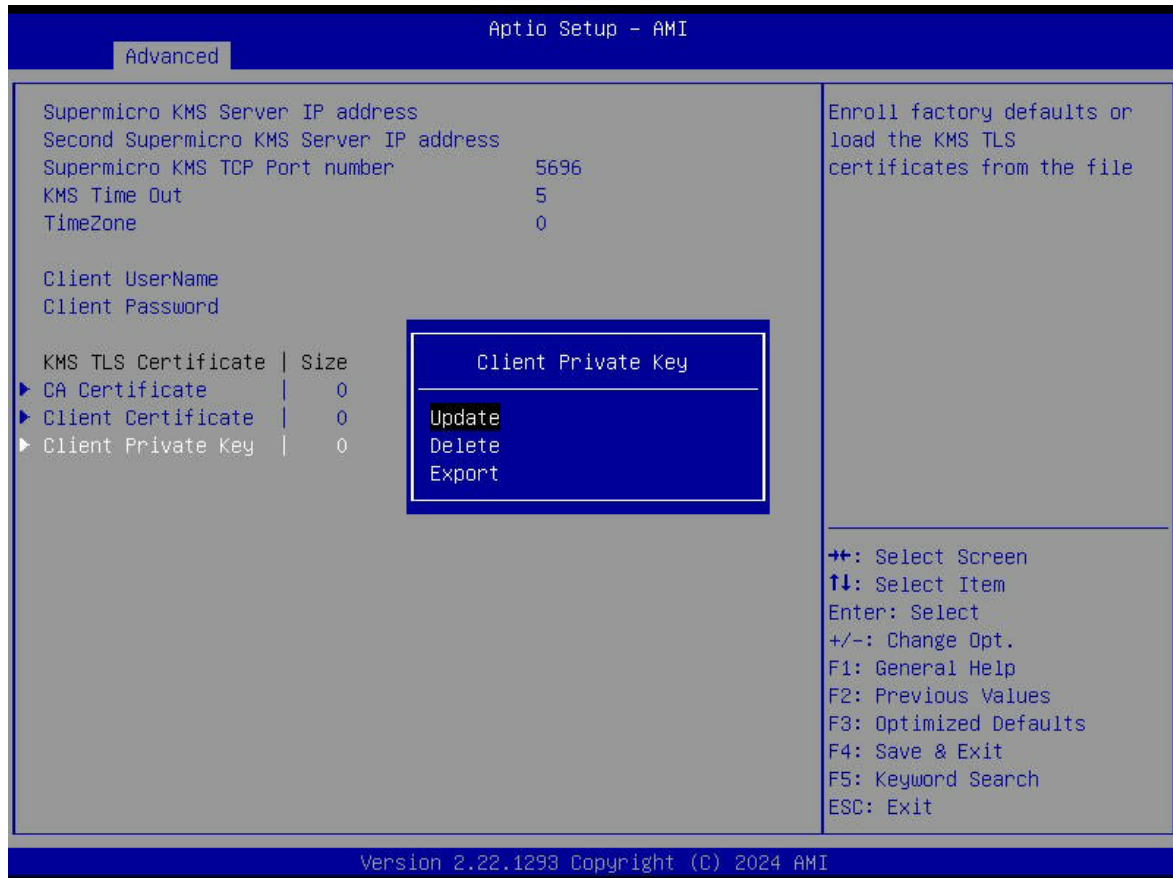 Aptio Setup – AMI
Advanced
Supermicro KMS Server IP address
Second Supermicro KMS Server IP address
Supermicro KMS TCP Port number 5696
KMS Time Out 5
TimeZone 0
Client UserName
Client Password
KMS TLS Certificate | Size
▶ CA Certificate | 0
▶ Client Certificate | 0
▶ Client Private Key | 0
Client Private Key
Update
Delete
Export
Enroll factory defaults or
load the KMS TLS
certificates from the file
→←: Select Screen
↑↓: Select Item
Enter: Select
+/-: Change Opt.
F1: General Help
F2: Previous Values
F3: Optimized Defaults
F4: Save & Exit
F5: Keyword Search
ESC: Exit
Version 2.22.1293 Copyright (C) 2024 AMI